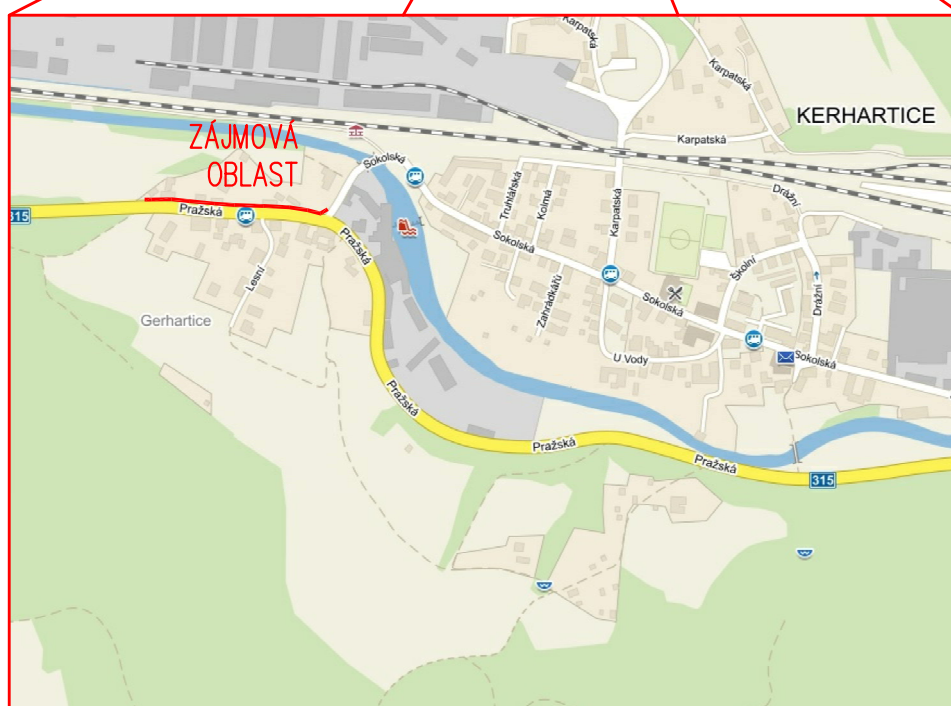 Karpatská
Karpatská
KERHARTICE
ZÁJMOVÁ
OBLAST
Karpatská
Sokolská
Truhlářská
Kolmá
Karpatská
Drážní
315
Pražská
Pražská
Sokolská
Školní
Lesní
Zahrádkářů
Sokolská
Drážní
Gerhartice
U Vody
Sokolská
Pražská
Pražská
Pražská
315